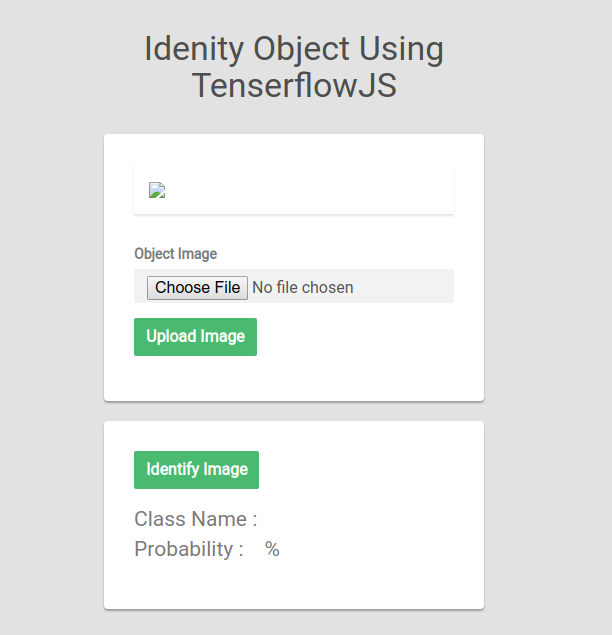 Idenity Object Using
TenserflowJS
Object Image
Choose File No file chosen
Upload Image
Identify Image
Class Name :
Probability : %